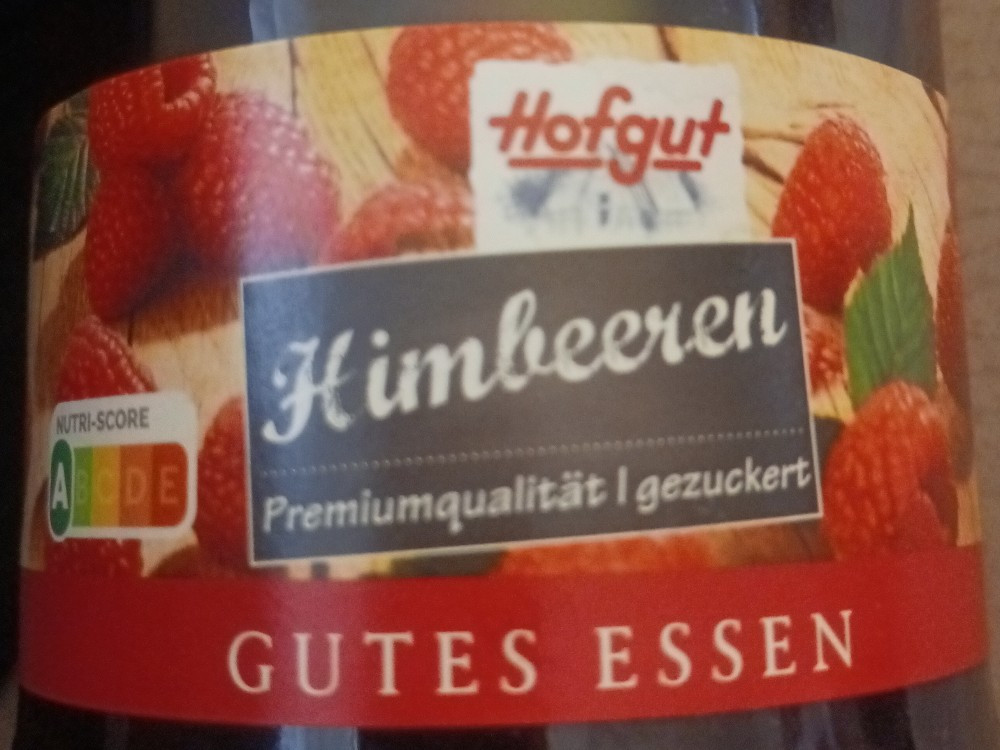 Hofgut
Himbeeren
Premiumqualität | gezuckert
NUTRI-SCORE
A B C D E
GUTES ESSEN